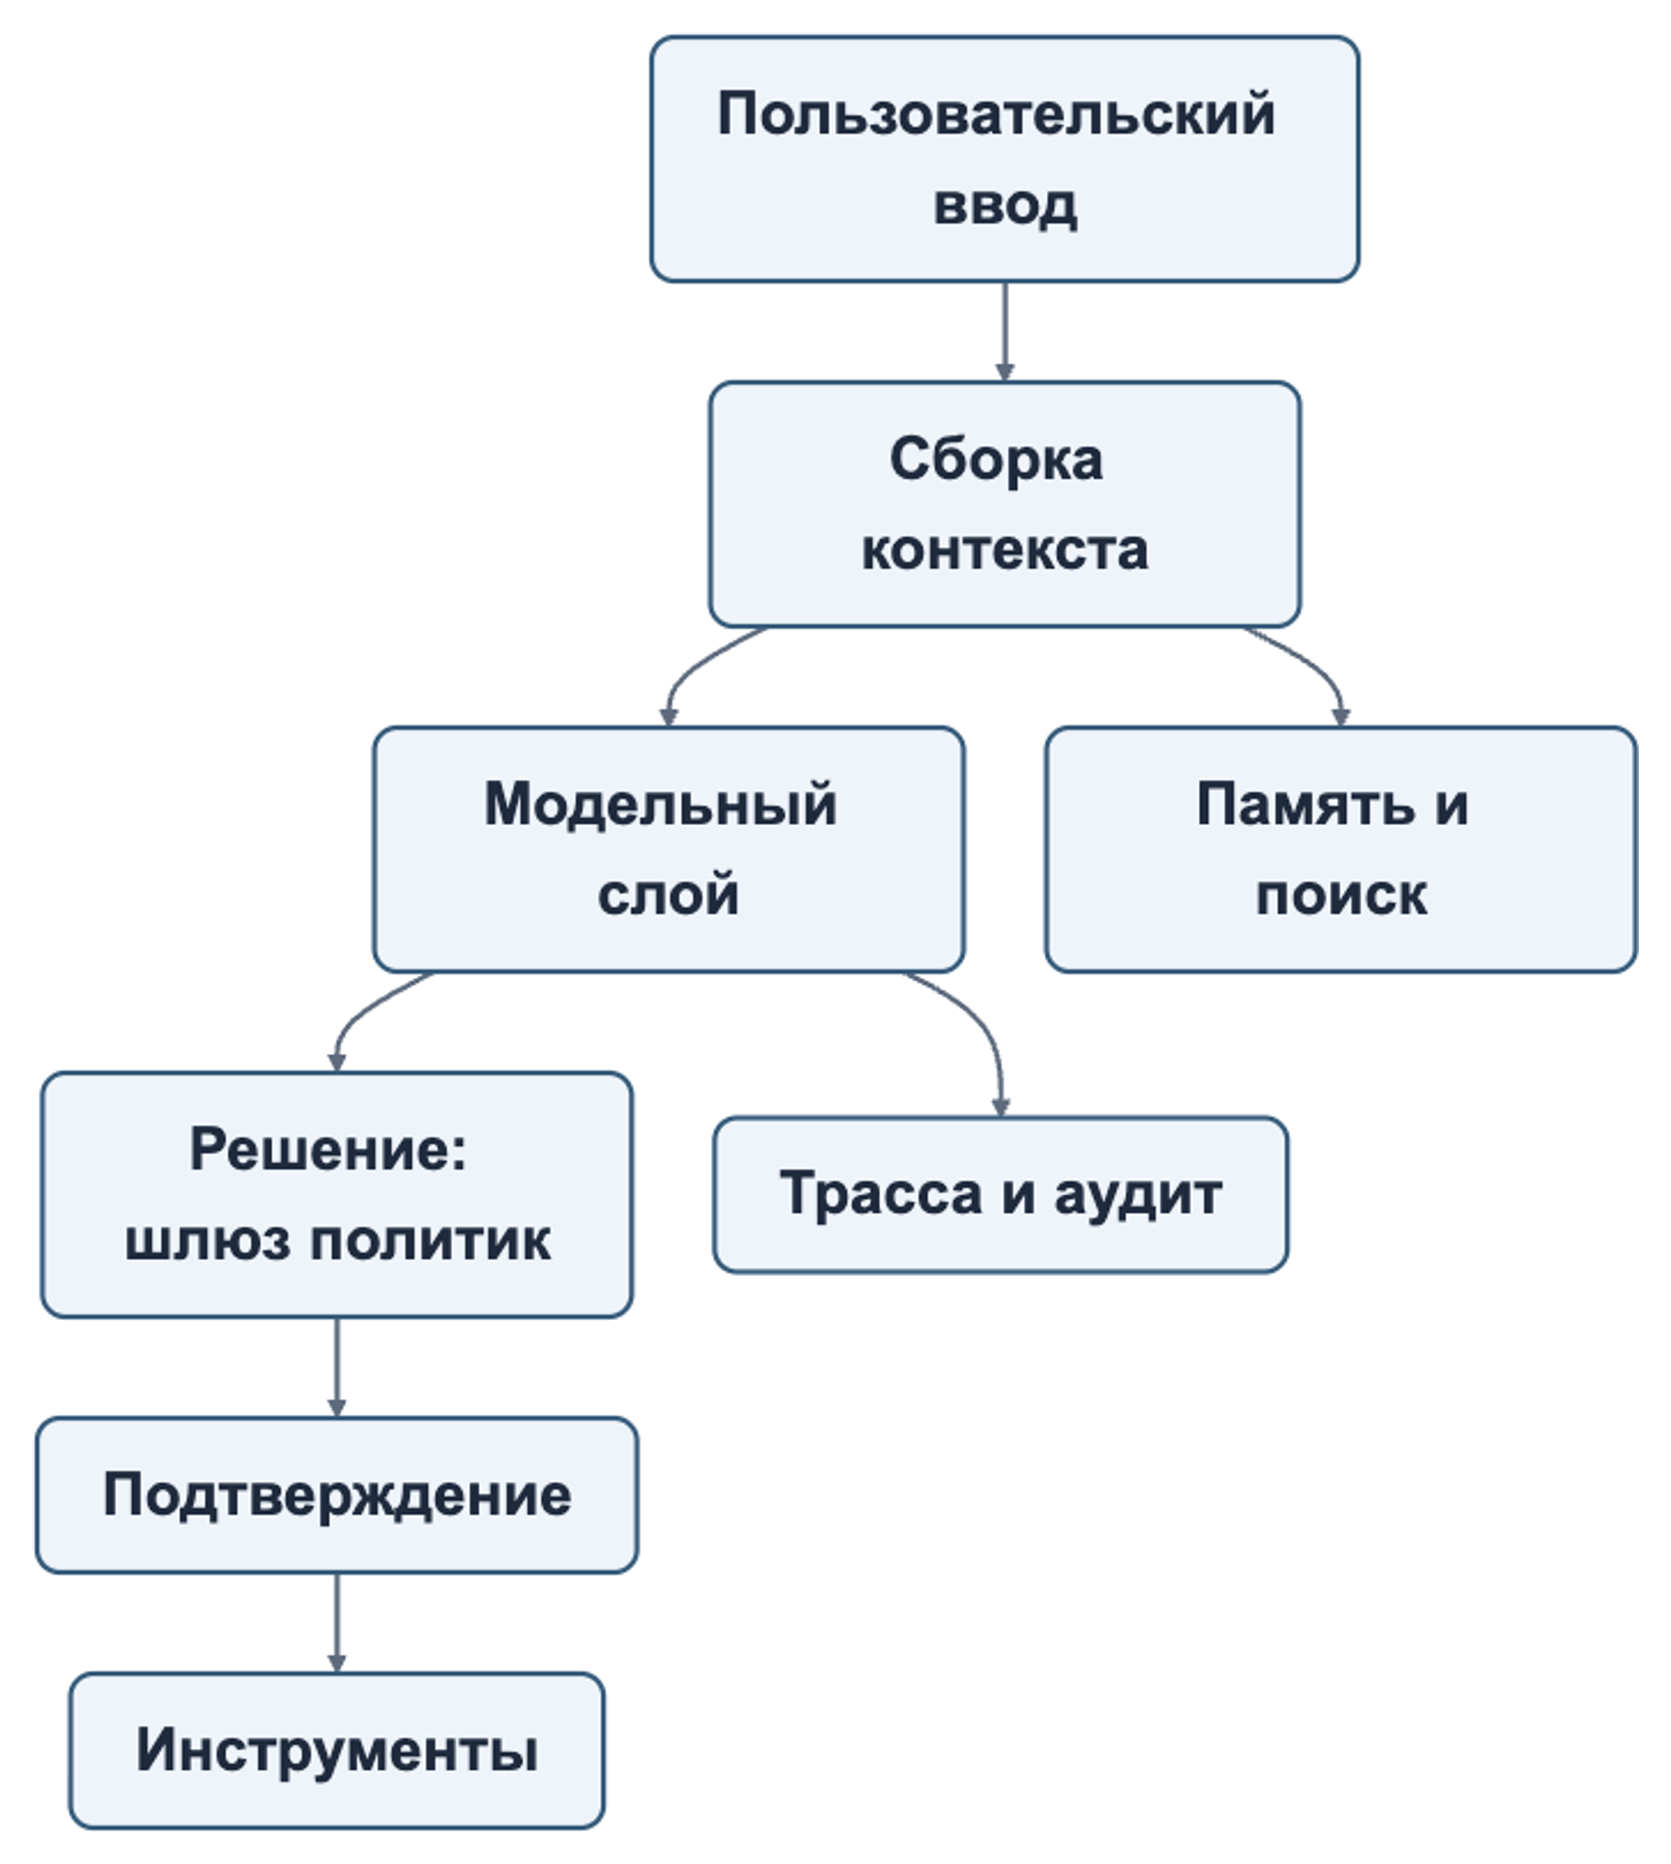 Пользовательский
ввод
Сборка
контекста
Модельный
слой
Память и
поиск
Решение:
шлюз политик
Трасса и аудит
Подтверждение
Инструменты